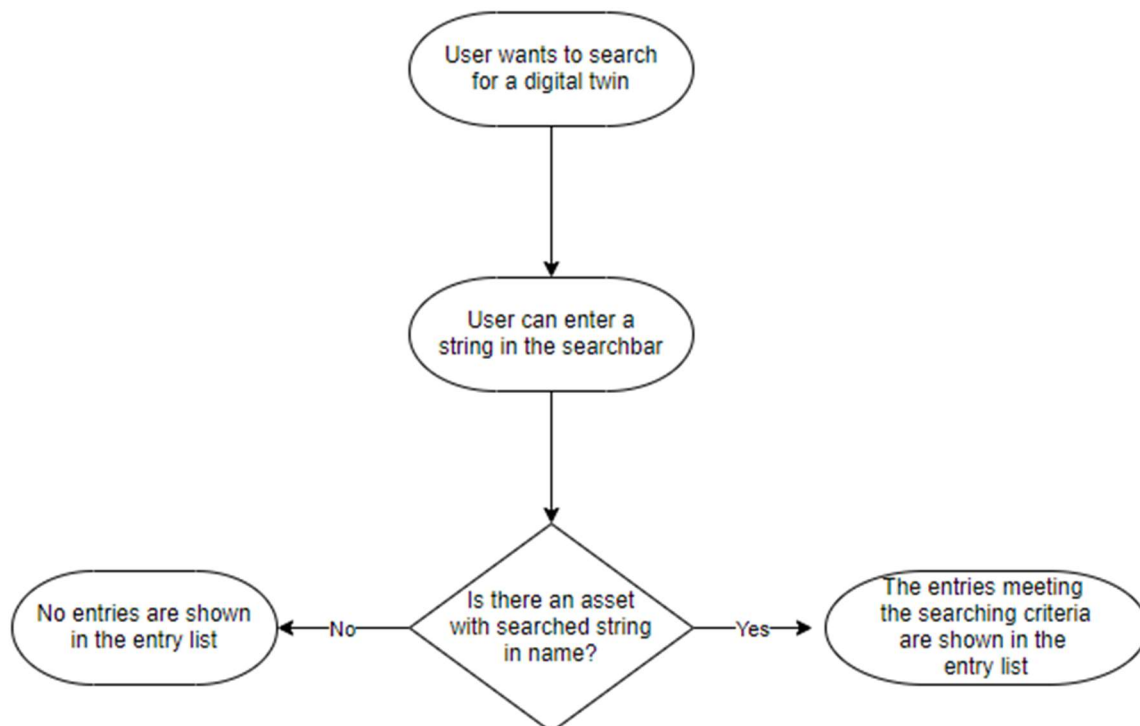 User wants to search
for a digital twin
User can enter a
string in the searchbar
Is there an asset
with searched string
in name?
No
No entries are shown
in the entry list
Yes
The entries meeting
the searching criteria
are shown in the
entry list